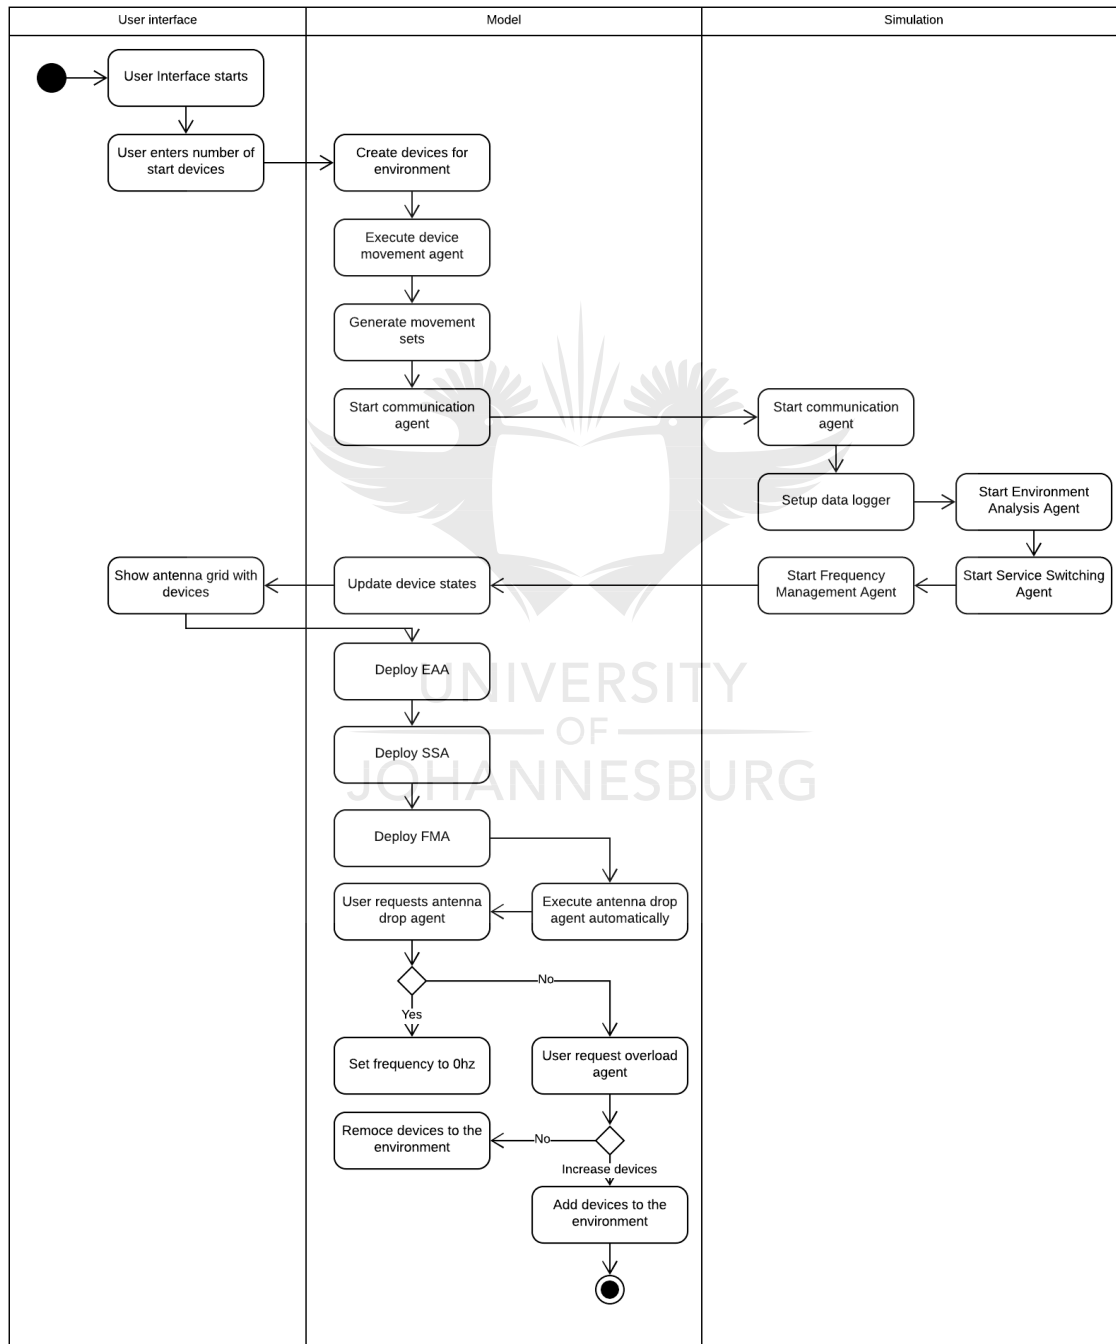 User interface
Model
Simulation
User Interface starts
User enters number of
start devices
Create devices for
environment
Execute device
movement agent
Generate movement
sets
Start communication
agent
Start communication
agent
Setup data logger
Start Environment
Analysis Agent
Show antenna grid with
devices
Update device states
Start Frequency
Management Agent
Start Service Switching
Agent
Deploy EAA
UNIVERSITY
OF
JOHANNESBURG
Deploy SSA
Deploy FMA
User requests antenna
drop agent
Execute antenna drop
agent automatically
No
Yes
Set frequency to 0hz
User request overload
agent
Remoce devices to the
environment
No
Increase devices
Add devices to the
environment